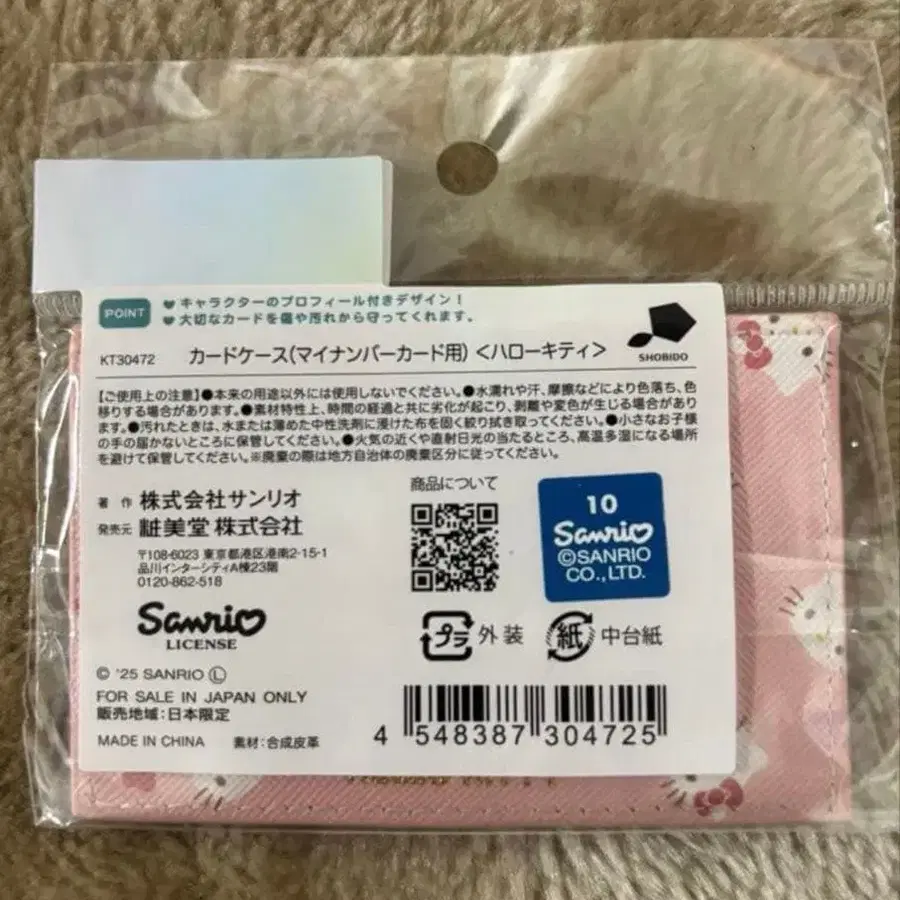 POINT
♥キャラクターのプロフィール付きデザイン！
♥大切なカードを傷や汚れから守ってくれます。
SHOBIDO
KT30472 カードケース(マイナンバーカード用)＜ハローキティ＞
【ご使用上の注意】●本来の用途以外には使用しないでください。●水濡れや汗、摩擦などにより色落ち、色
移りする場合があります。●素材特性上、時間の経過と共に劣化が起こり、剥離や変色が生じる場合があり
ます。●汚れたときは、水または薄めた中性洗剤に浸けた布を固く絞り拭き取ってください。●小さなお子様
の手の届かないところに保管してください。●火気の近くや直射日光の当たるところ、高温多湿になる場所
を避けて保管してください。※廃棄の際は地方自治体の廃棄区分に従ってください。
著 作 株式会社サンリオ
発売元 粧美堂 株式会社
〒108-6023 東京都港区港南2-15-1
品川インターシティA棟23階
0120-862-518
商品について
10
Sanrio
©SANRIO
CO., LTD.
Sanrio
LICENSE
プラ 外装
紙 中台紙
© '25 SANRIO Ⓛ
FOR SALE IN JAPAN ONLY
販売地域：日本限定
MADE IN CHINA 素材：合成皮革
4 548387 304725